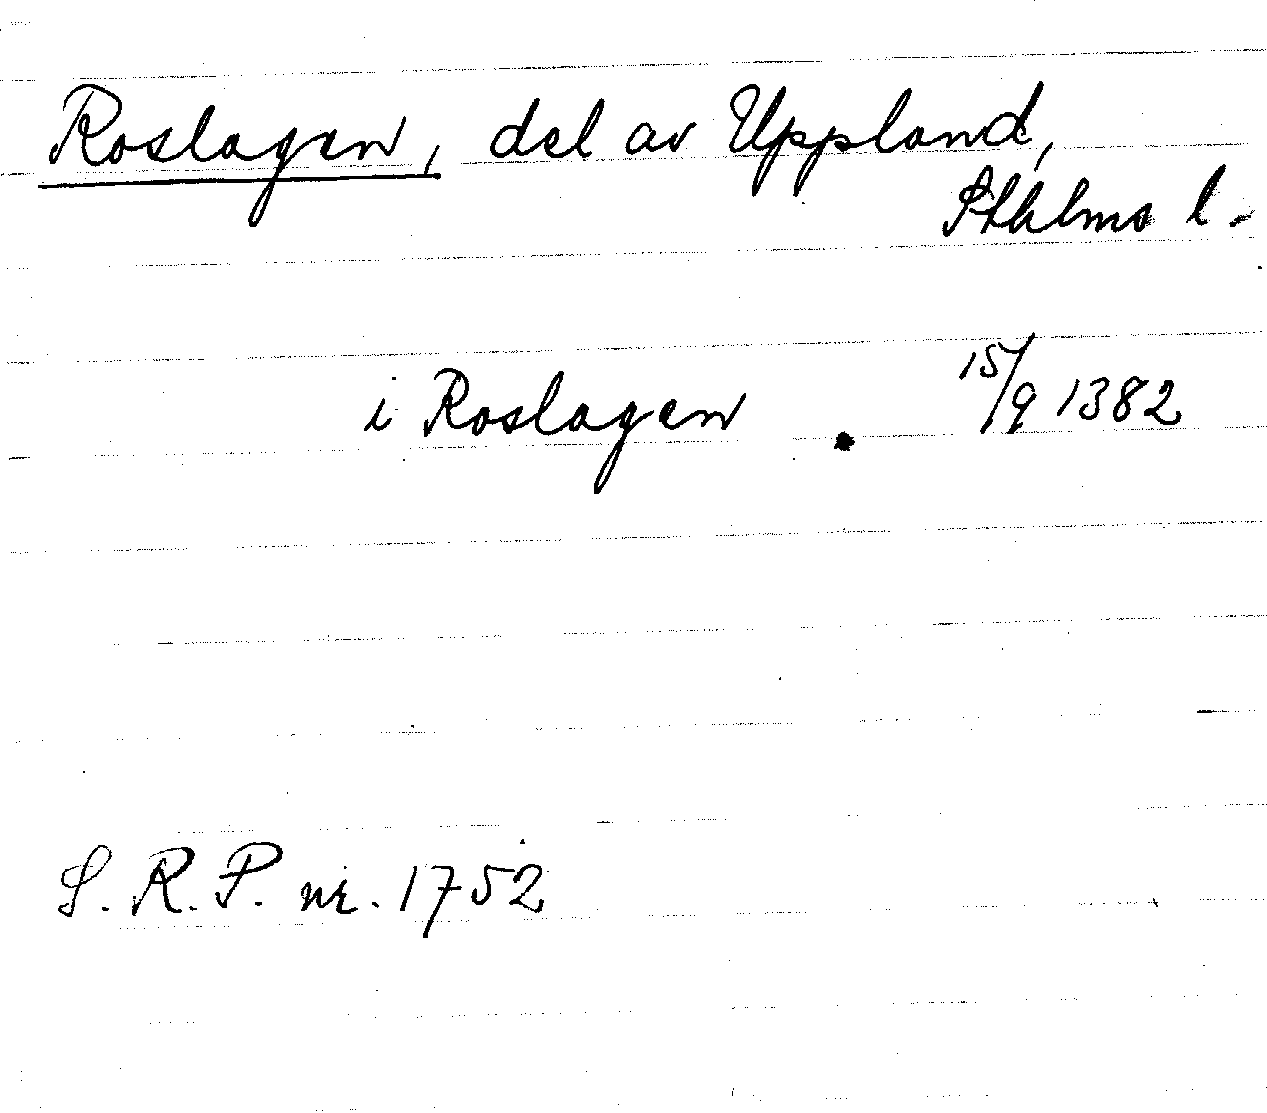 Roslagen, del av Uppland,
Sthlms l.
i Roslagen . 15/9 1382
S.R.P. nr. 1752